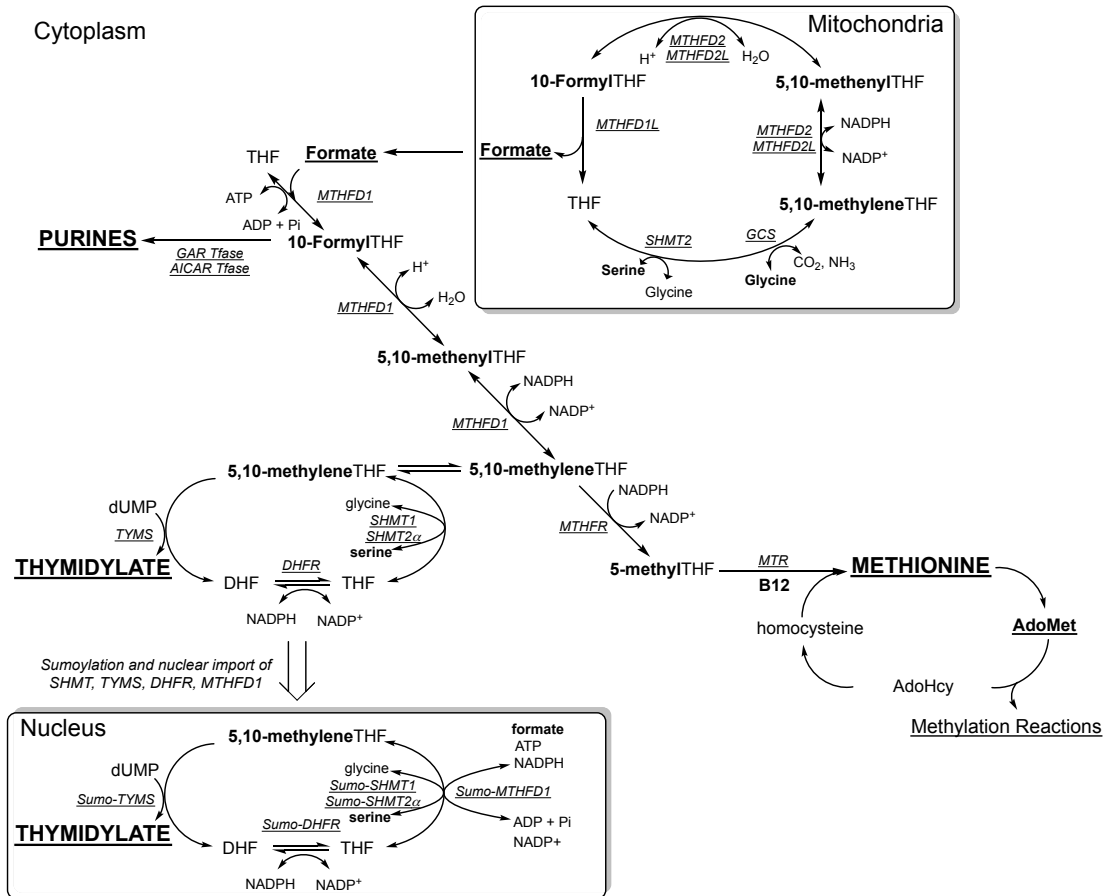 Cytoplasm
Mitochondria
MTHFD2
MTHFD2L
H+
H2O
10-FormylTHF
5,10-methenylTHF
MTHFD1L
MTHFD2
MTHFD2L
NADPH
NADP+
Formate
Formate
THF
ATP
MTHFD1
ADP + Pi
THF
5,10-methyleneTHF
SHMT2
GCS
Serine
Glycine
Glycine
CO2, NH3
PURINES
GAR Tfase
AICAR Tfase
10-FormylTHF
H+
H2O
MTHFD1
5,10-methenylTHF
NADPH
NADP+
MTHFD1
5,10-methyleneTHF
5,10-methyleneTHF
dUMP
TYMS
glycine
SHMT1
SHMT2α
serine
NADPH
NADP+
MTHFR
THYMIDYLATE
DHF
DHFR
THF
NADPH
NADP+
5-methylTHF
MTR
B12
METHIONINE
homocysteine
AdoMet
AdoHcy
Methylation Reactions
Sumoylation and nuclear import of
SHMT, TYMS, DHFR, MTHFD1
Nucleus
5,10-methyleneTHF
formate
ATP
NADPH
dUMP
Sumo-TYMS
glycine
Sumo-SHMT1
Sumo-SHMT2α
serine
Sumo-MTHFD1
ADP + Pi
NADP+
THYMIDYLATE
DHF
Sumo-DHFR
THF
NADPH
NADP+